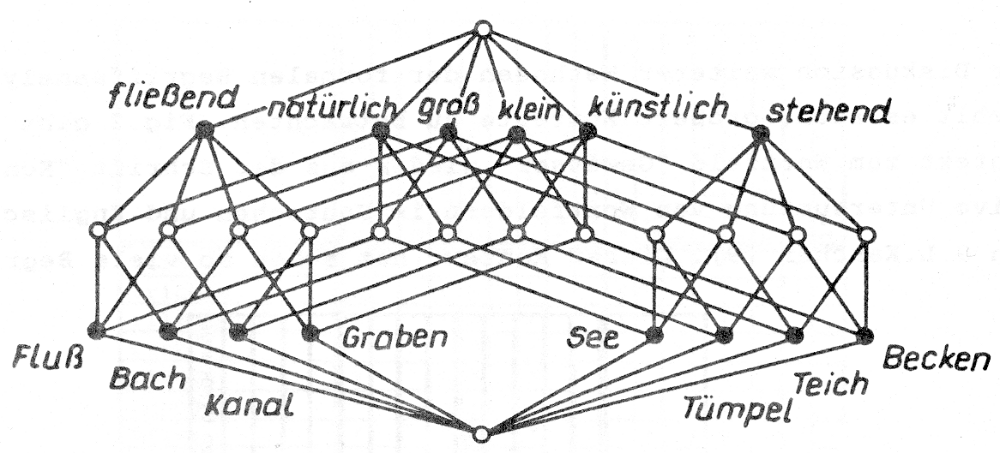 fließend
natürlich groß klein künstlich stehend
Graben See
Fluß Becken
Bach Teich
Kanal Tümpel